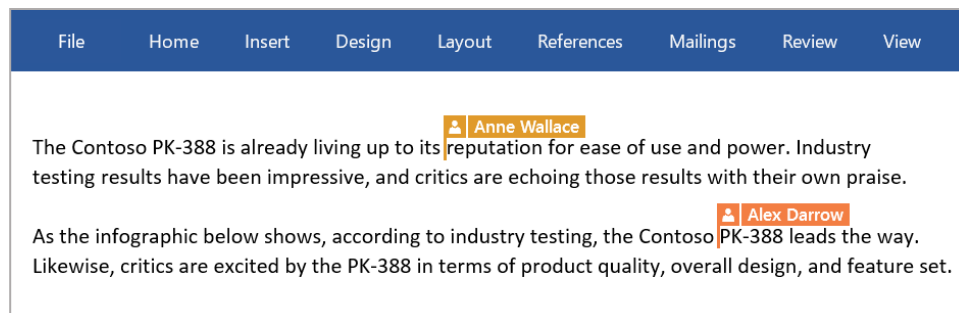 File Home Insert Design Layout References Mailings Review View
Anne Wallace
The Contoso PK-388 is already living up to its reputation for ease of use and power. Industry
testing results have been impressive, and critics are echoing those results with their own praise.
Alex Darrow
As the infographic below shows, according to industry testing, the Contoso PK-388 leads the way.
Likewise, critics are excited by the PK-388 in terms of product quality, overall design, and feature set.